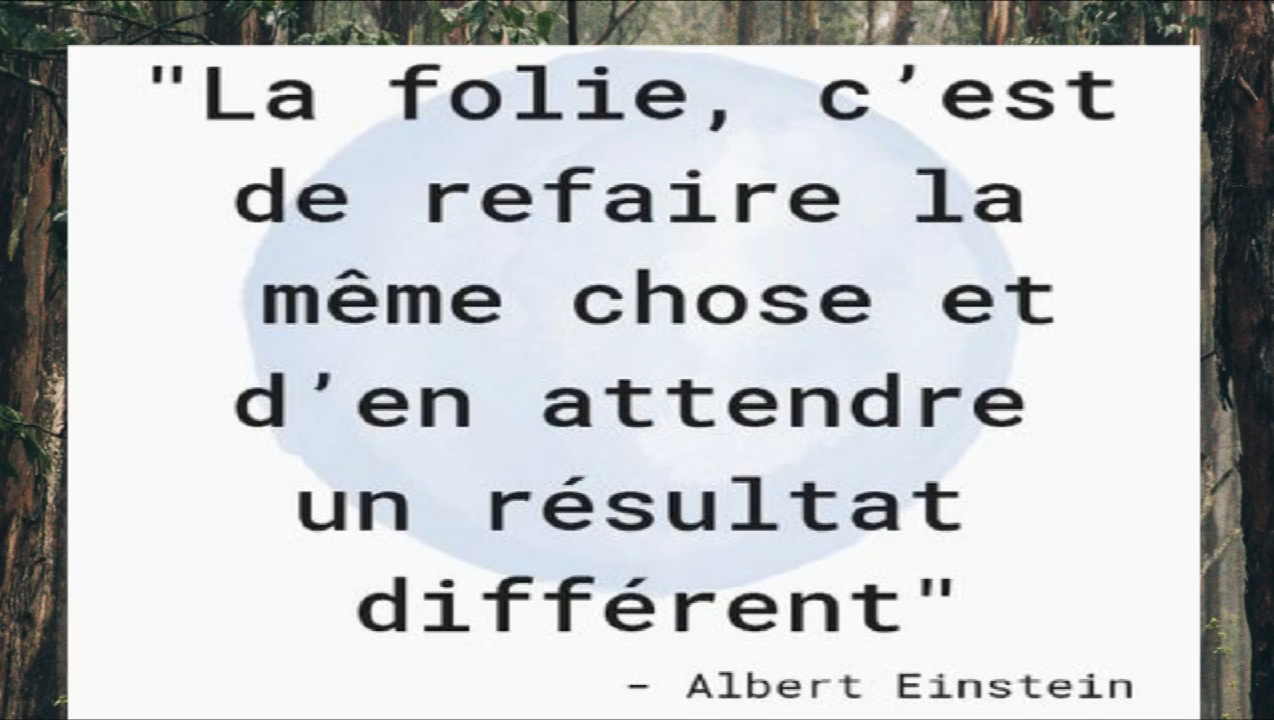 "La folie, c’est
de refaire la
même chose et
d’en attendre
un résultat
différent"
- Albert Einstein